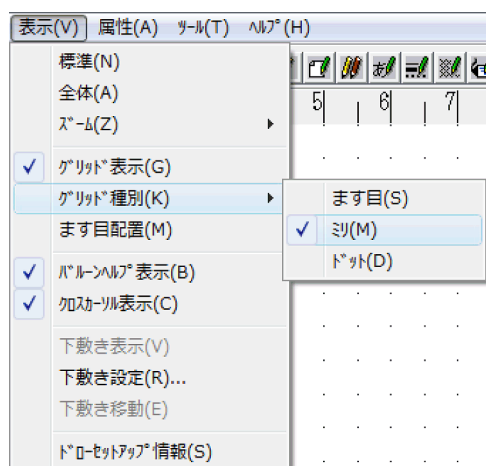 表示(V) 属性(A) ﾂｰﾙ(T) ﾍﾙﾌﾟ(H)
標準(N)
全体(A)
ｽﾞｰﾑ(Z)
5 6 7
ｸﾞﾘｯﾄﾞ表示(G)
ｸﾞﾘｯﾄﾞ種別(K)
ます目(S)
ﾐﾘ(M)
ﾄﾞｯﾄ(D)
ます目配置(M)
ﾊﾞﾙｰﾝﾍﾙﾌﾟ表示(B)
ｸﾛｽｶｰｿﾙ表示(C)
下敷き表示(V)
下敷き設定(R)...
下敷き移動(E)
ﾄﾞﾛｰｾｯﾄｱｯﾌﾟ情報(S)